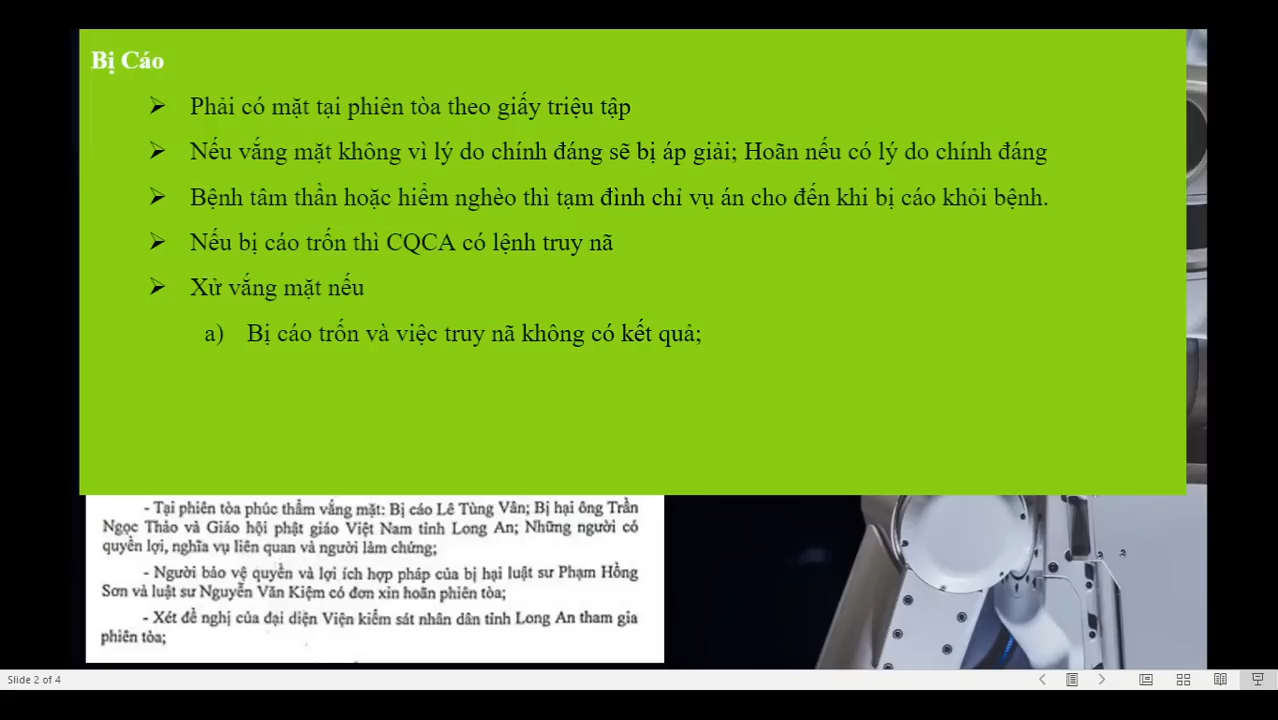 Bị Cáo
➢ Phải có mặt tại phiên tòa theo giấy triệu tập
➢ Nếu vắng mặt không vì lý do chính đáng sẽ bị áp giải; Hoãn nếu có lý do chính đáng
➢ Bệnh tâm thần hoặc hiểm nghèo thì tạm đình chỉ vụ án cho đến khi bị cáo khỏi bệnh.
➢ Nếu bị cáo trốn thì CQCA có lệnh truy nã
➢ Xử vắng mặt nếu
a) Bị cáo trốn và việc truy nã không có kết quả;
- Tại phiên tòa phúc thẩm vắng mặt: Bị cáo Lê Tùng Vân; Bị hại ông Trần
Ngọc Thảo và Giáo hội phật giáo Việt Nam tỉnh Long An; Những người có
quyền lợi, nghĩa vụ liên quan và người làm chứng;
- Người bảo vệ quyền và lợi ích hợp pháp của bị hại luật sư Phạm Hồng
Sơn và luật sư Nguyễn Văn Kiệm có đơn xin hoãn phiên tòa;
- Xét đề nghị của đại diện Viện kiểm sát nhân dân tỉnh Long An tham gia
phiên tòa;
Slide 2 of 4